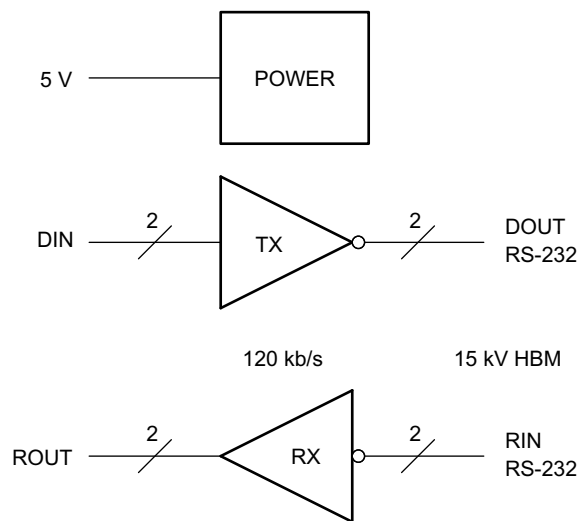 5 V
POWER
2
2
DIN
TX
DOUT
RS-232
120 kb/s
15 kV HBM
2
2
ROUT
RX
RIN
RS-232